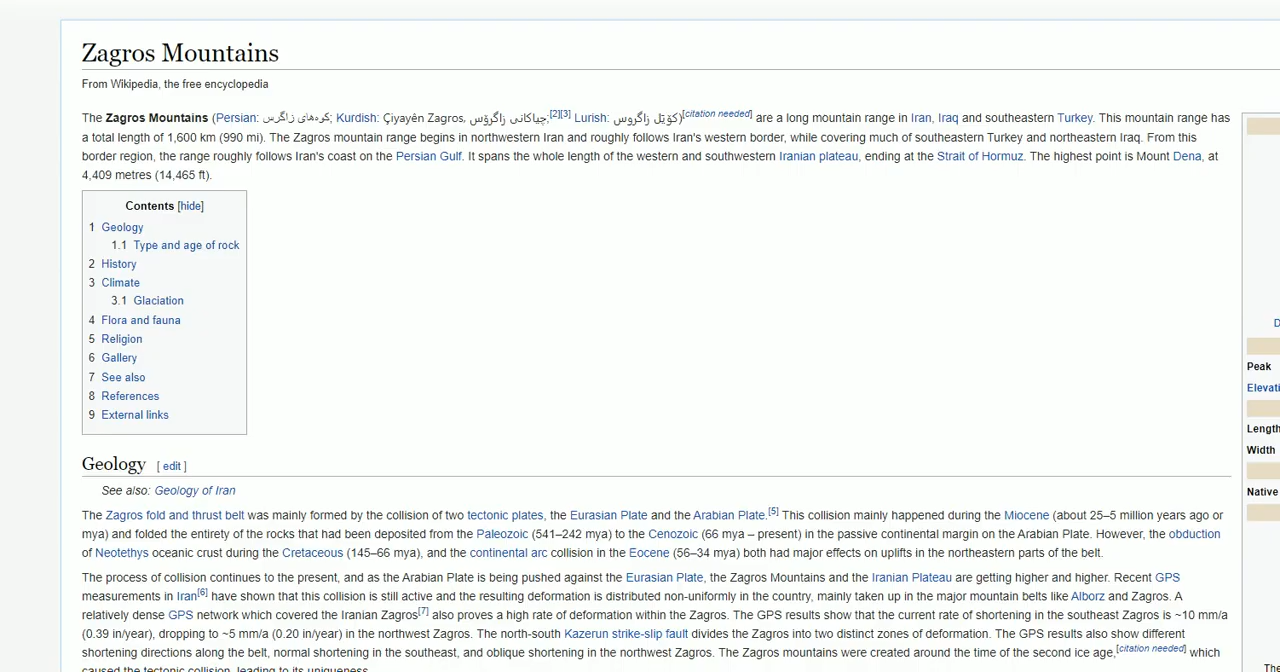 Zagros Mountains
From Wikipedia, the free encyclopedia
The Zagros Mountains (Persian: کوه‌های زاگرس; Kurdish: Çiyayên Zagros, چیاکانی زاگرۆس;[2][3] Lurish: کۆیَل زاگروس)[citation needed] are a long mountain range in Iran, Iraq and southeastern Turkey. This mountain range has
a total length of 1,600 km (990 mi). The Zagros mountain range begins in northwestern Iran and roughly follows Iran's western border, while covering much of southeastern Turkey and northeastern Iraq. From this
border region, the range roughly follows Iran's coast on the Persian Gulf. It spans the whole length of the western and southwestern Iranian plateau, ending at the Strait of Hormuz. The highest point is Mount Dena, at
4,409 metres (14,465 ft).
Contents [hide]
1 Geology
1.1 Type and age of rock
2 History
3 Climate
3.1 Glaciation
4 Flora and fauna
5 Religion
6 Gallery
7 See also
8 References
9 External links
D
Peak
Elevati
Length
Width
Native
Geology [ edit ]
See also: Geology of Iran
The Zagros fold and thrust belt was mainly formed by the collision of two tectonic plates, the Eurasian Plate and the Arabian Plate.[5] This collision mainly happened during the Miocene (about 25–5 million years ago or
mya) and folded the entirety of the rocks that had been deposited from the Paleozoic (541–242 mya) to the Cenozoic (66 mya – present) in the passive continental margin on the Arabian Plate. However, the obduction
of Neotethys oceanic crust during the Cretaceous (145–66 mya), and the continental arc collision in the Eocene (56–34 mya) both had major effects on uplifts in the northeastern parts of the belt.
The process of collision continues to the present, and as the Arabian Plate is being pushed against the Eurasian Plate, the Zagros Mountains and the Iranian Plateau are getting higher and higher. Recent GPS
measurements in Iran[6] have shown that this collision is still active and the resulting deformation is distributed non-uniformly in the country, mainly taken up in the major mountain belts like Alborz and Zagros. A
relatively dense GPS network which covered the Iranian Zagros[7] also proves a high rate of deformation within the Zagros. The GPS results show that the current rate of shortening in the southeast Zagros is ~10 mm/a
(0.39 in/year), dropping to ~5 mm/a (0.20 in/year) in the northwest Zagros. The north-south Kazerun strike-slip fault divides the Zagros into two distinct zones of deformation. The GPS results also show different
shortening directions along the belt, normal shortening in the southeast, and oblique shortening in the northwest Zagros. The Zagros mountains were created around the time of the second ice age,[citation needed] which
caused the tectonic collision, leading to its uniqueness.
The